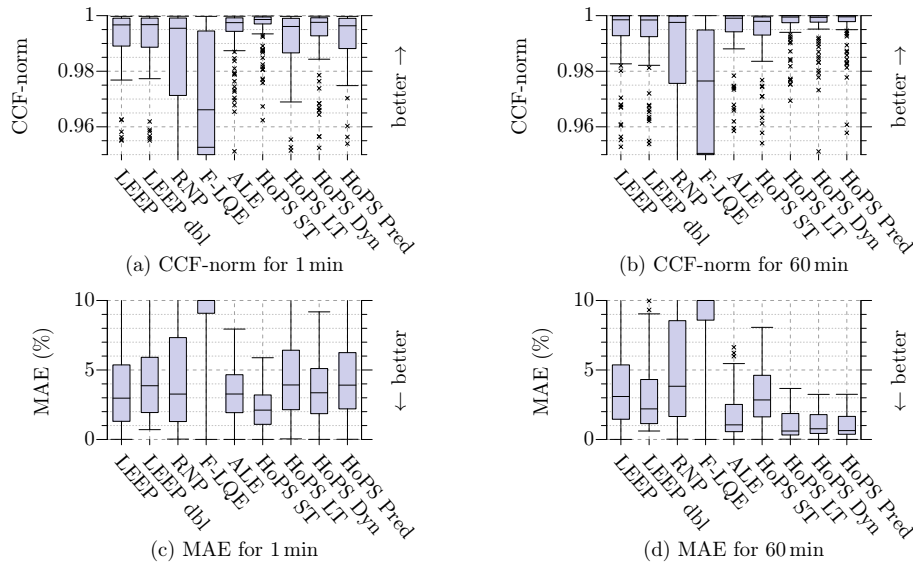 1
0.98
0.96
CCF-norm
better →
LEEP
LEEP dbl
RNP
F-LQE
ALE
HoPS ST
HoPS LT
HoPS Dyn
HoPS Pred
(a) CCF-norm for 1 min
1
0.98
0.96
CCF-norm
better →
LEEP
LEEP dbl
RNP
F-LQE
ALE
HoPS ST
HoPS LT
HoPS Dyn
HoPS Pred
(b) CCF-norm for 60 min
10
5
0
MAE (%)
← better
LEEP
LEEP dbl
RNP
F-LQE
ALE
HoPS ST
HoPS LT
HoPS Dyn
HoPS Pred
(c) MAE for 1 min
10
5
0
MAE (%)
← better
LEEP
LEEP dbl
RNP
F-LQE
ALE
HoPS ST
HoPS LT
HoPS Dyn
HoPS Pred
(d) MAE for 60 min